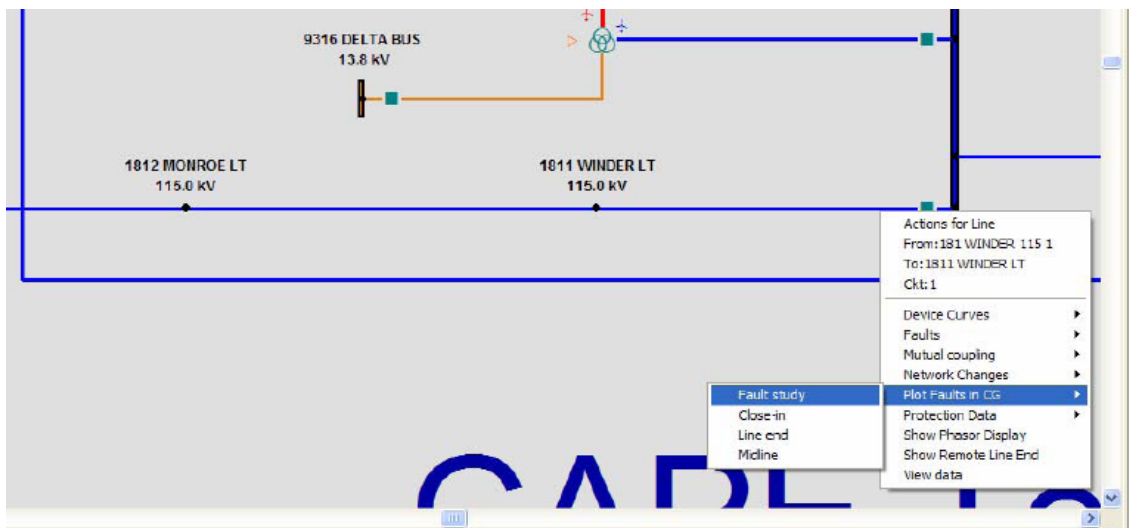 9316 DELTA BUS
13.8 kV
1812 MONROE LT
115.0 kV
1811 WINDER LT
115.0 kV
Actions for Line
From:181 WINDER 115 1
To:1811 WINDER LT
Ckt:1
Device Curves
Faults
Mutual coupling
Network Changes
Plot Faults in CG
Protection Data
Show Phasor Display
Show Remote Line End
View data
Fault study
Close-in
Line end
Midline